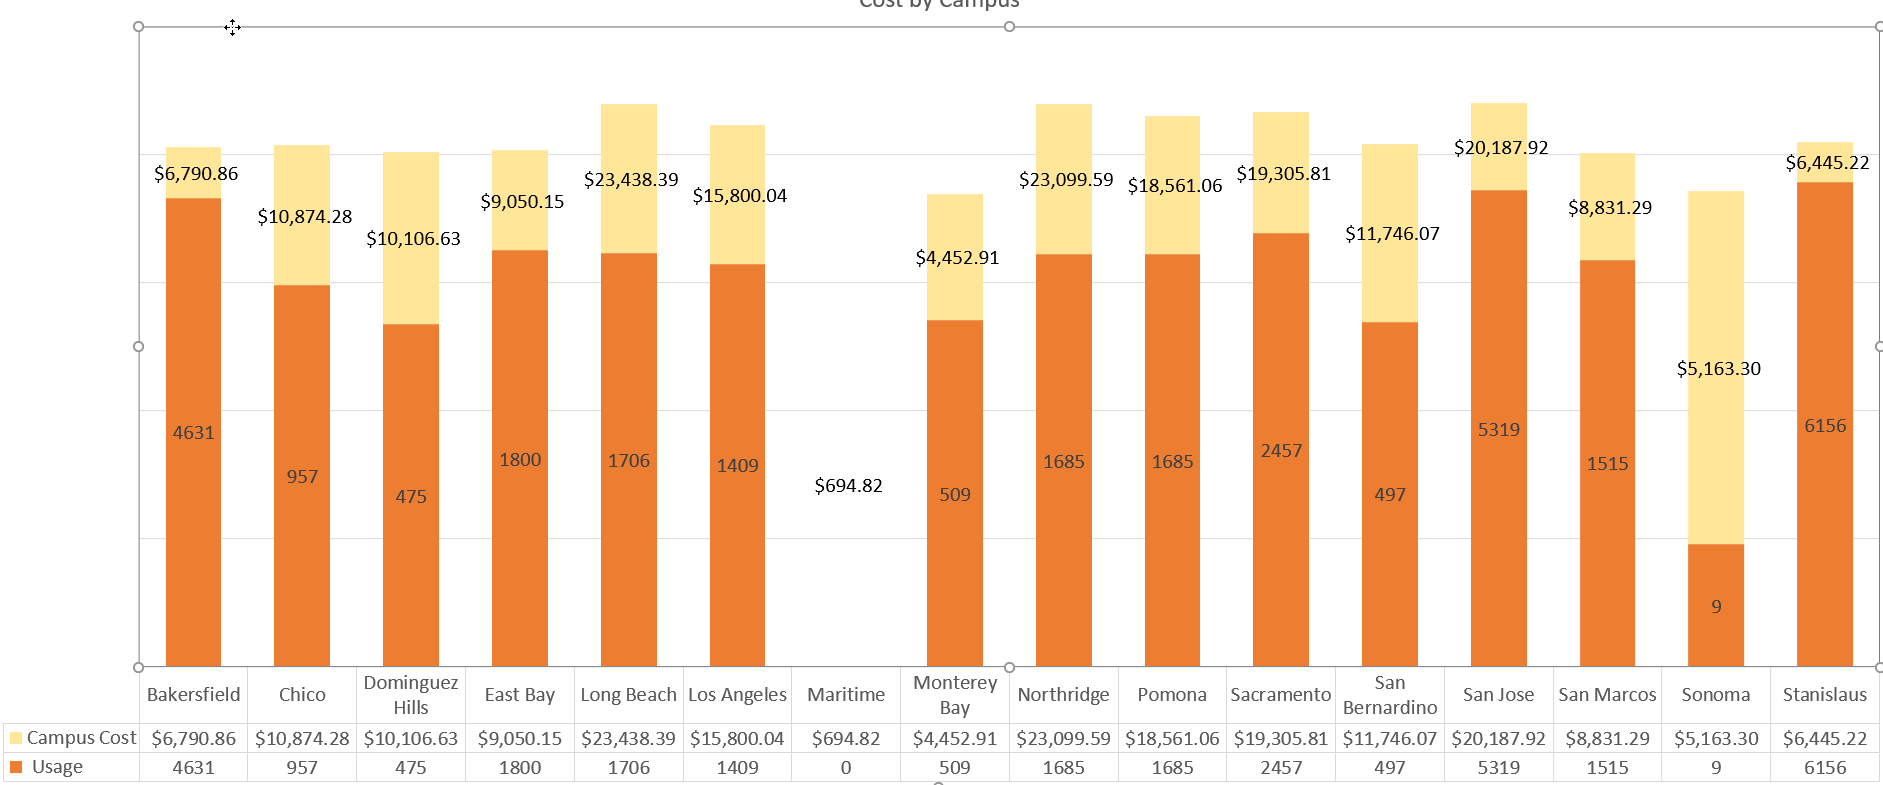 Cost by Campus
$6,790.86
$10,874.28
$10,106.63
$9,050.15
$23,438.39
$15,800.04
$694.82
$4,452.91
$23,099.59
$18,561.06
$19,305.81
$11,746.07
$20,187.92
$8,831.29
$5,163.30
$6,445.22
4631
957
475
1800
1706
1409
509
1685
1685
2457
497
5319
1515
9
6156
Bakersfield
Chico
Dominguez
Hills
East Bay
Long Beach
Los Angeles
Maritime
Monterey
Bay
Northridge
Pomona
Sacramento
San
Bernardino
San Jose
San Marcos
Sonoma
Stanislaus
Campus Cost $6,790.86 $10,874.28 $10,106.63 $9,050.15 $23,438.39 $15,800.04 $694.82 $4,452.91 $23,099.59 $18,561.06 $19,305.81 $11,746.07 $20,187.92 $8,831.29 $5,163.30 $6,445.22
Usage 4631 957 475 1800 1706 1409 0 509 1685 1685 2457 497 5319 1515 9 6156